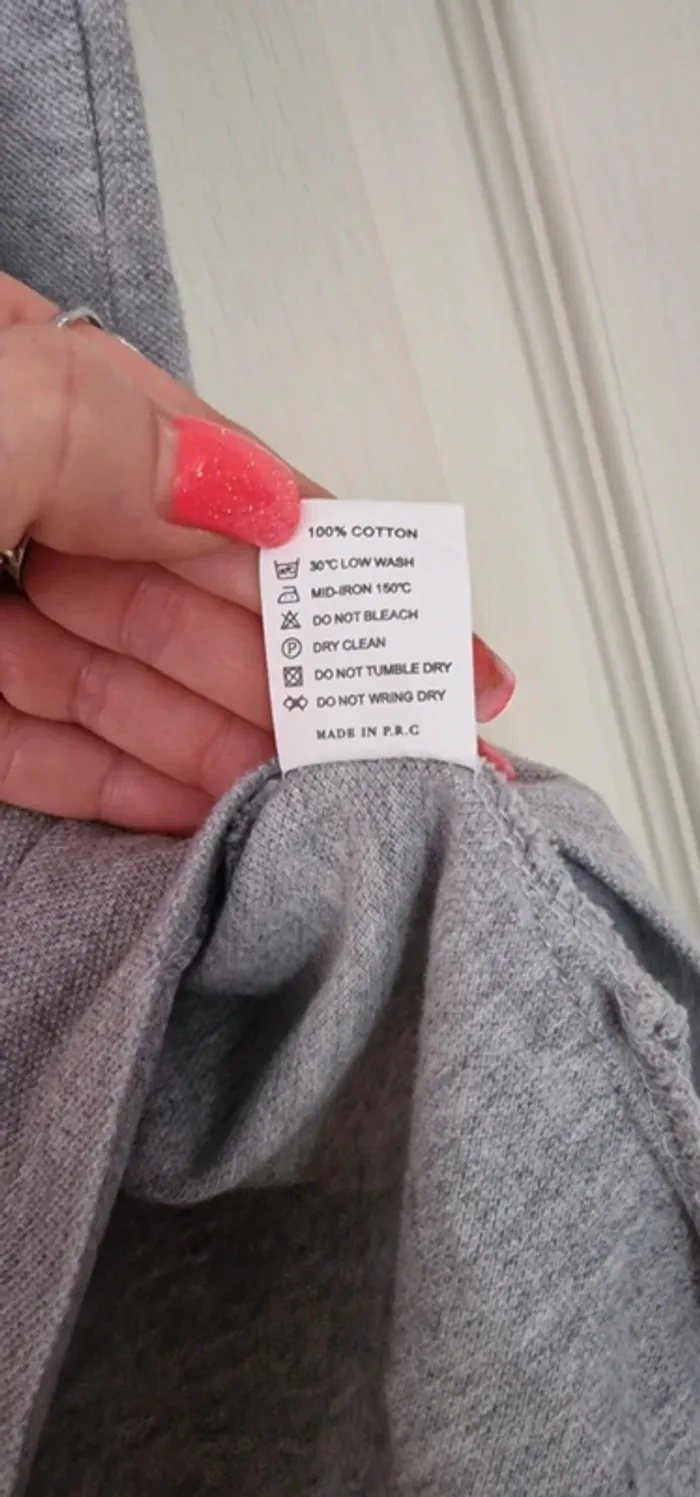 100% COTTON
30°C LOW WASH
MID-IRON 150°C
DO NOT BLEACH
P DRY CLEAN
DO NOT TUMBLE DRY
DO NOT WRING DRY
MADE IN P.R.C